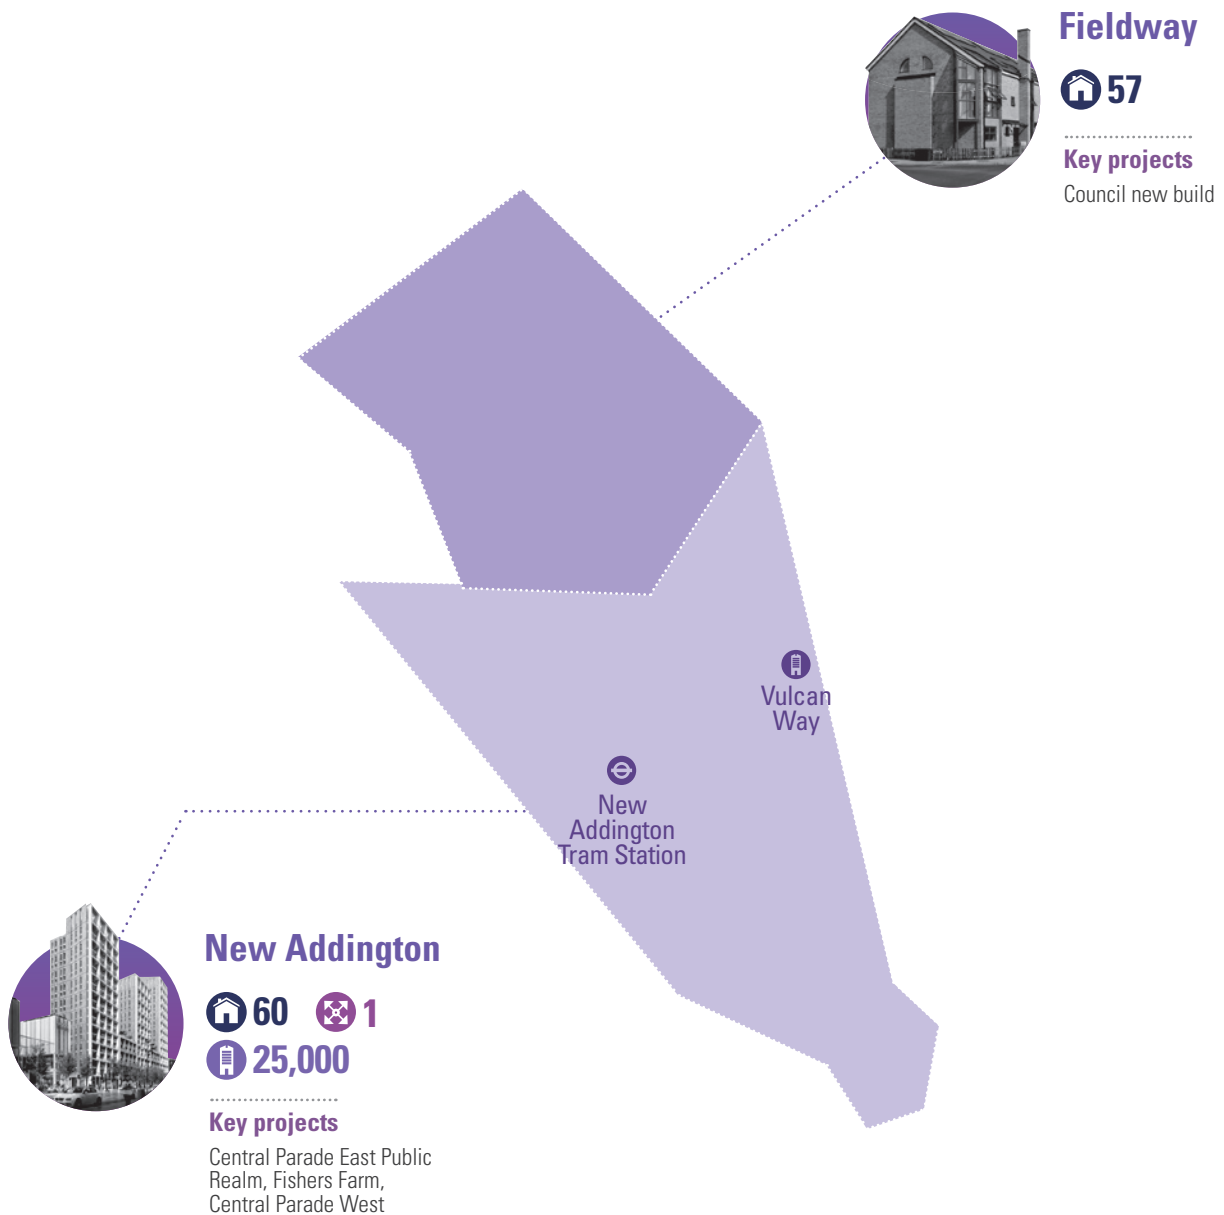 Fieldway
57
Key projects
Council new build
Vulcan
Way
New
Addington
Tram Station
New Addington
60 1
25,000
Key projects
Central Parade East Public
Realm, Fishers Farm,
Central Parade West